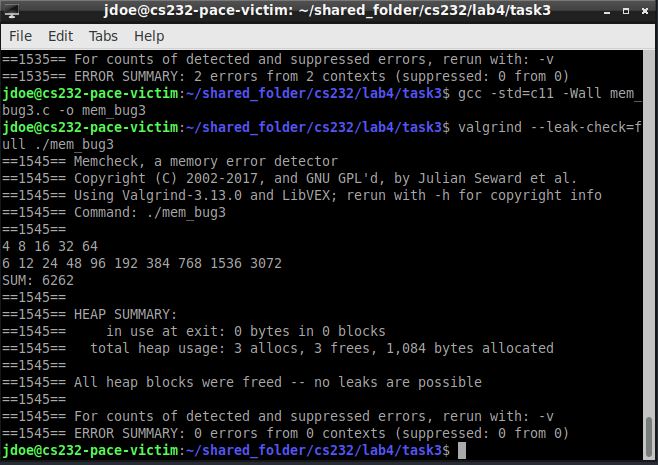 jdoe@cs232-pace-victim: ~/shared_folder/cs232/lab4/task3
File Edit Tabs Help
==1535== For counts of detected and suppressed errors, rerun with: -v
==1535== ERROR SUMMARY: 2 errors from 2 contexts (suppressed: 0 from 0)
jdoe@cs232-pace-victim:~/shared_folder/cs232/lab4/task3$ gcc -std=c11 -Wall mem_
bug3.c -o mem_bug3
jdoe@cs232-pace-victim:~/shared_folder/cs232/lab4/task3$ valgrind --leak-check=f
ull ./mem_bug3
==1545== Memcheck, a memory error detector
==1545== Copyright (C) 2002-2017, and GNU GPL'd, by Julian Seward et al.
==1545== Using Valgrind-3.13.0 and LibVEX; rerun with -h for copyright info
==1545== Command: ./mem_bug3
==1545==
4 8 16 32 64
6 12 24 48 96 192 384 768 1536 3072
SUM: 6262
==1545==
==1545== HEAP SUMMARY:
==1545==     in use at exit: 0 bytes in 0 blocks
==1545==   total heap usage: 3 allocs, 3 frees, 1,084 bytes allocated
==1545==
==1545== All heap blocks were freed -- no leaks are possible
==1545==
==1545== For counts of detected and suppressed errors, rerun with: -v
==1545== ERROR SUMMARY: 0 errors from 0 contexts (suppressed: 0 from 0)
jdoe@cs232-pace-victim:~/shared_folder/cs232/lab4/task3$